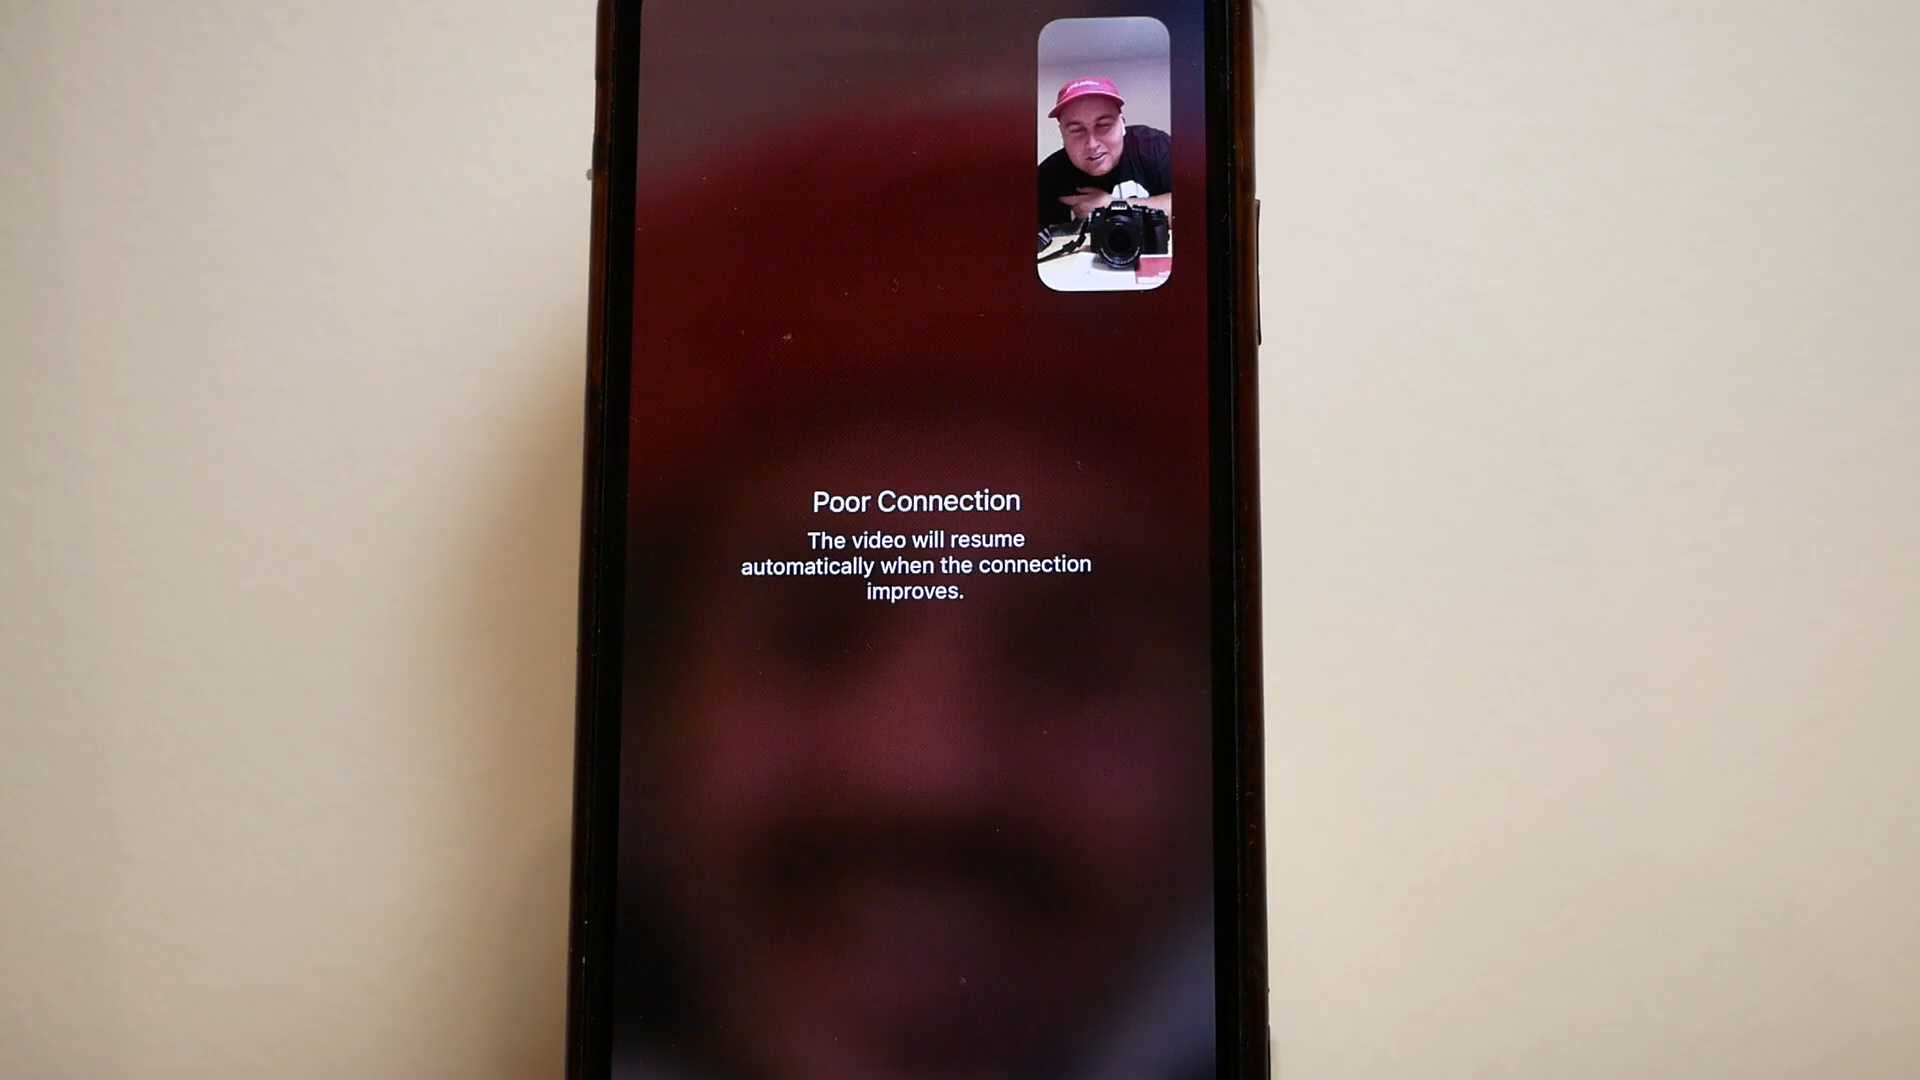 Poor Connection
The video will resume
automatically when the connection
improves.